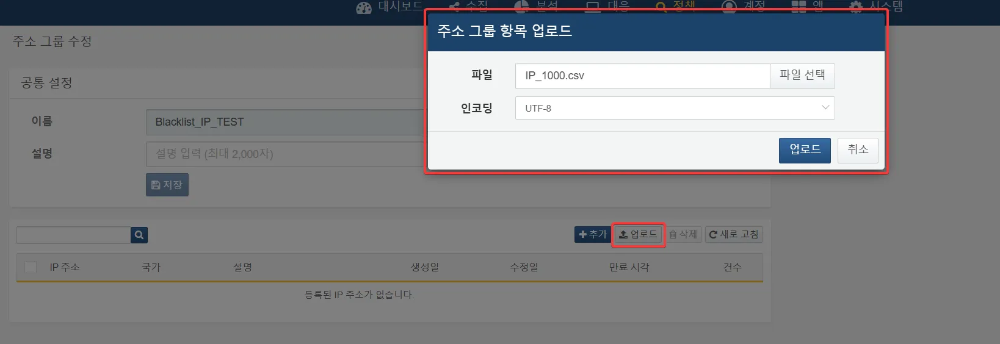 대시보드 수집 분석 대응 정책 계정 앱 시스템
주소 그룹 수정
주소 그룹 항목 업로드
파일 IP_1000.csv 파일 선택
인코딩 UTF-8
업로드 취소
공통 설정
이름 Blacklist_IP_TEST
설명 설명 입력 (최대 2,000자)
저장
추가 업로드 삭제 새로 고침
IP 주소 국가 설명 생성일 수정일 만료 시각 건수
등록된 IP 주소가 없습니다.